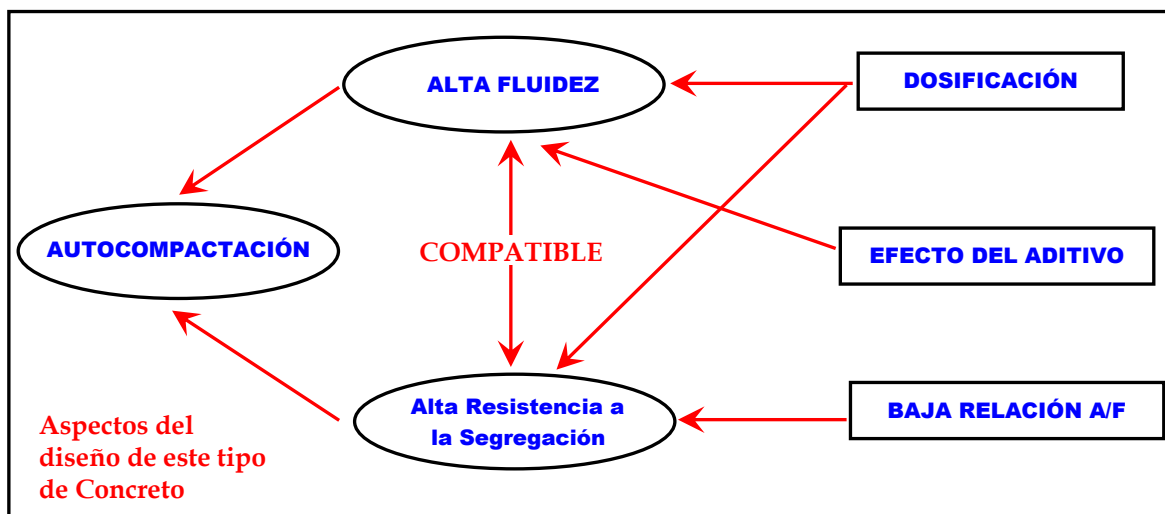 ALTA FLUIDEZ
DOSIFICACIÓN
AUTOCOMPACTACIÓN
COMPATIBLE
EFECTO DEL ADITIVO
Alta Resistencia a
la Segregación
BAJA RELACIÓN A/F
Aspectos del
diseño de este tipo
de Concreto